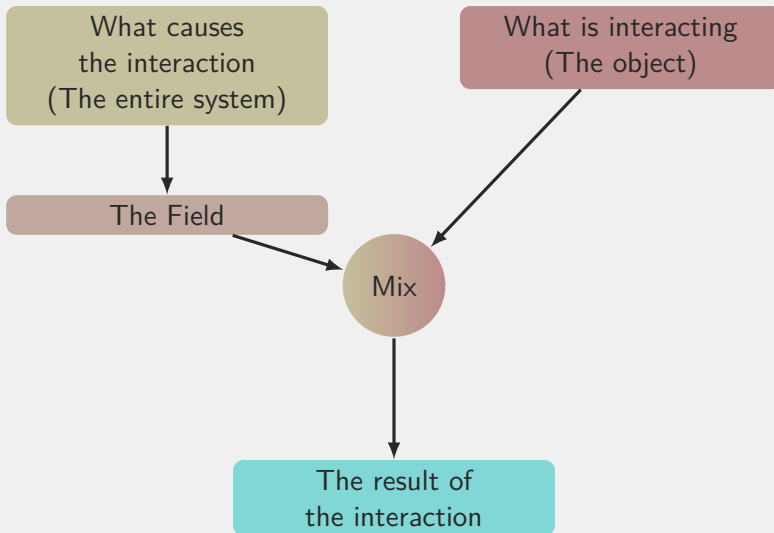 What causes
the interaction
(The entire system)
What is interacting
(The object)
The Field
Mix
The result of
the interaction